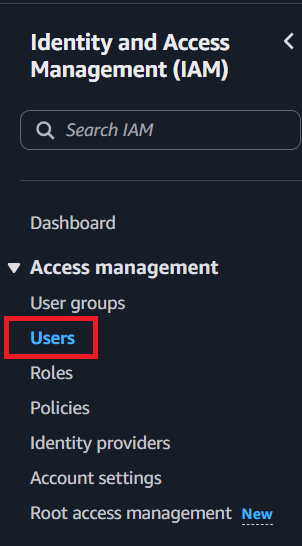 Identity and Access
Management (IAM)
Search IAM
Dashboard
Access management
User groups
Users
Roles
Policies
Identity providers
Account settings
Root access management New